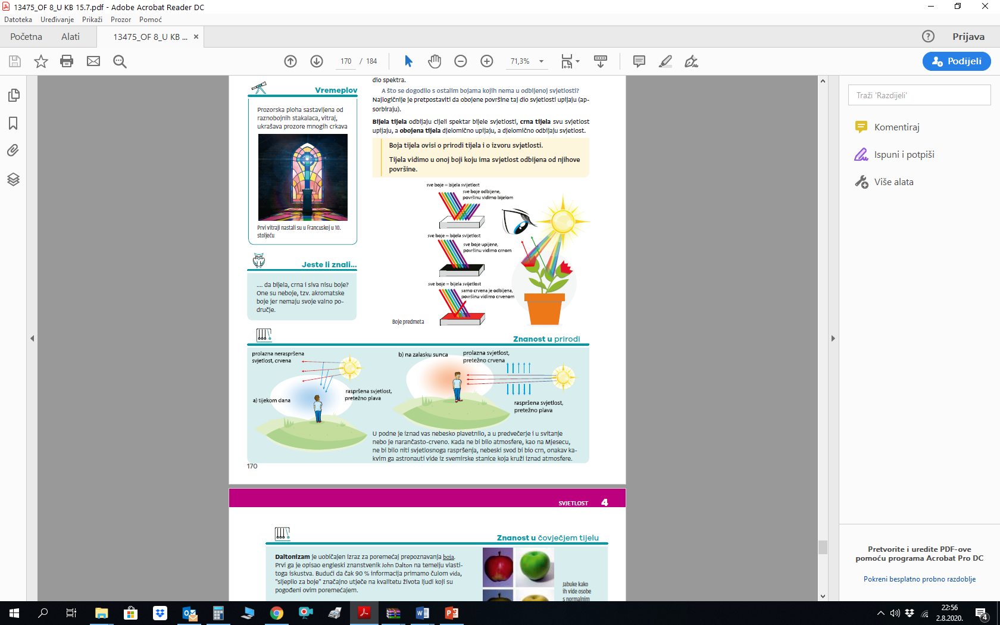 13475_OF 8_U KB 15.7.pdf - Adobe Acrobat Reader DC
Datoteka Uređivanje Prikaži Prozor Pomoć
Početna Alati 13475_OF 8_U KB ... × Prijava
170 / 184 71,3% Podijeli
Vremeplov
Prozorska ploha sastavljena od
raznobojnih stakalaca, vitraj,
ukrašava prozore mnogih crkava
Prvi vitraji nastali su u Francuskoj u 10.
stoljeću
Jeste li znali...
.... da bijela, crna i siva nisu boje?
One su neboje, tzv. akromatske
boje jer nemaju svoje valno po-
dručje.
dio spektra.
A što se dogodilo s ostalim bojama kojih nema u odbijenoj svjetlosti?
Najlogičnije je pretpostaviti da obojene površine taj dio svjetlosti upijaju (ap-
sorbiraju).
Bijela tijela odbijaju cijeli spektar bijele svjetlosti, crna tijela svu svjetlost
upijaju, a obojena tijela djelomično upijaju, a djelomično odbijaju svjetlost.
Boja tijela ovisi o prirodi tijela i o izvoru svjetlosti.
Tijela vidimo u onoj boji koju ima svjetlost odbijena od njihove
površine.
sve boje = bijela svijetlost
sve boje odbijene,
površinu vidimo bijelom
sve boje = bijela svijetlost
sve boje upijene,
površinu vidimo crnom
sve boje = bijela svijetlost
samo crvena je odbijena,
površinu vidimo crvenom
Boje predmeta
Znanost u prirodi
prolazna neraspršena
svjetlost, crvena
a) tijekom dana
raspršena svjetlost,
pretežno plava
b) na zalasku sunca
prolazna svjetlost,
pretežno crvena
raspršena svjetlost,
pretežno plava
U podne je iznad vas nebesko plavetnilo, a u predvečerje i u svitanje
nebo je narančasto-crveno. Kada ne bi bilo atmosfere, kao na Mjesecu,
ne bi bilo niti svjetlosnoga raspršenja, nebeski svod bi bio crn, onakav ka-
kvim ga astronauti vide iz svemirske stanice koja kruži iznad atmosfere.
170
SVJETLOST 4
Znanost u čovječjem tijelu
Daltonizam je uobičajen izraz za poremećaj prepoznavanja boja.
Prvi ga je opisao engleski znanstvenik John Dalton na temelju vlasti-
toga iskustva. Budući da čak 90 % informacija primamo čulom vida,
"sljepilo za boje" značajno utječe na kvalitetu života ljudi koji su
pogođeni ovim poremećajem.
Jabuke kako
ih vide osobe
s normalnim
Traži 'Razdijeli'
Komentiraj
Ispuni i potpiši
Više alata
Pretvorite i uredite PDF-ove
pomoću programa Acrobat Pro DC
Pokreni besplatno probno razdoblje
22:56
2.8.2020.
4